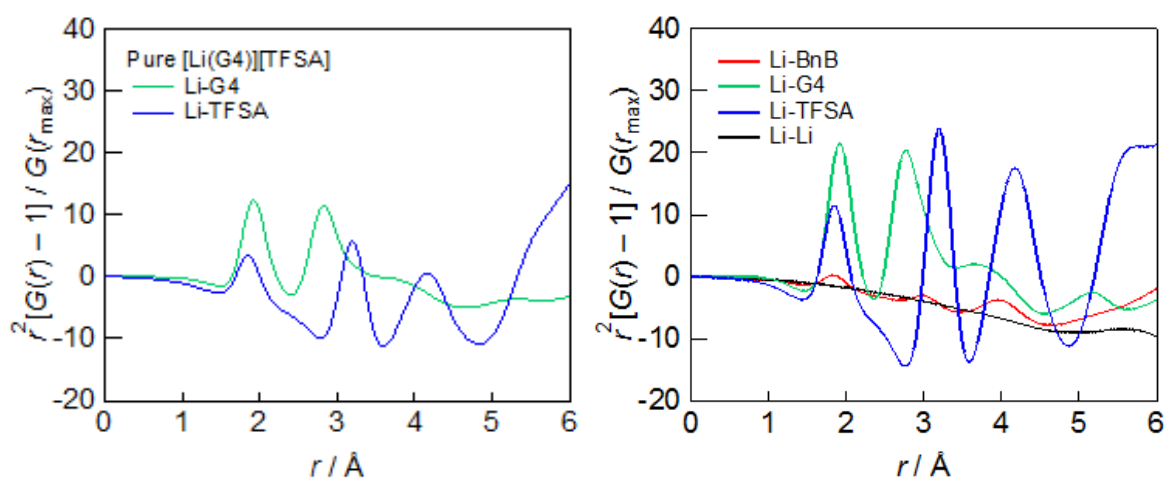 40
30
20
10
0
-10
-20
r² [G(r) − 1] / G(r_max)
Pure [Li(G4)][TFSA]
Li-G4
Li-TFSA
0 1 2 3 4 5 6
r / Å
40
30
20
10
0
-10
-20
r² [G(r) − 1] / G(r_max)
Li-BnB
Li-G4
Li-TFSA
Li-Li
0 1 2 3 4 5 6
r / Å